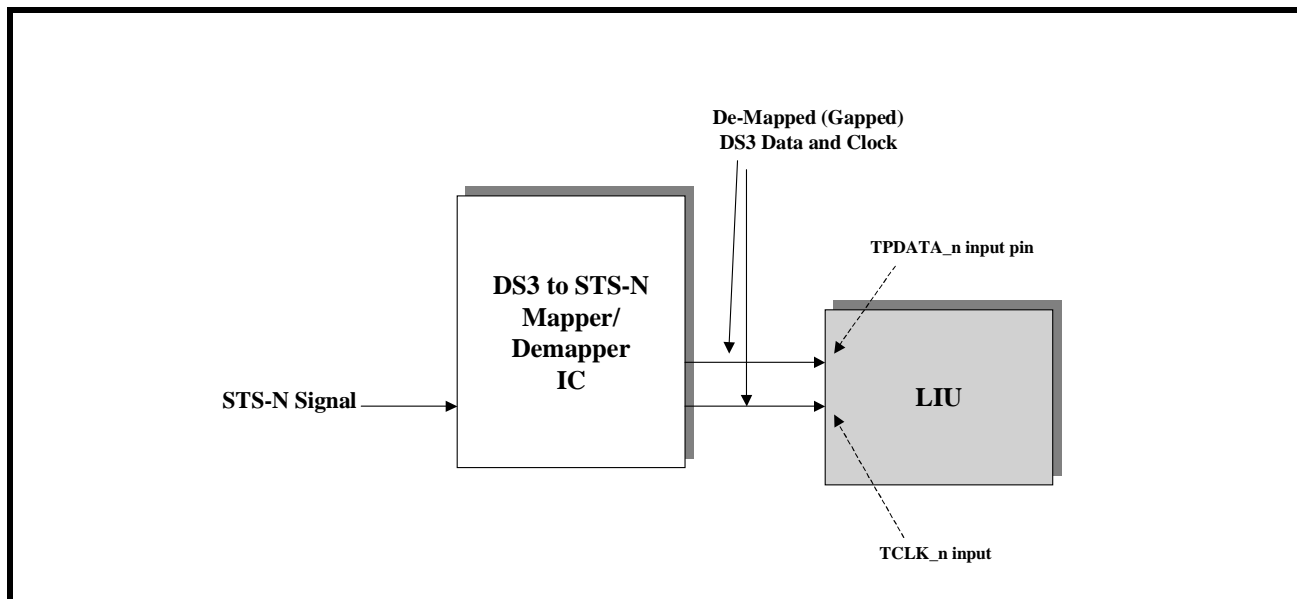 De-Mapped (Gapped)
DS3 Data and Clock
TPDATA_n input pin
DS3 to STS-N
Mapper/
Demapper
IC
STS-N Signal
LIU
TCLK_n input